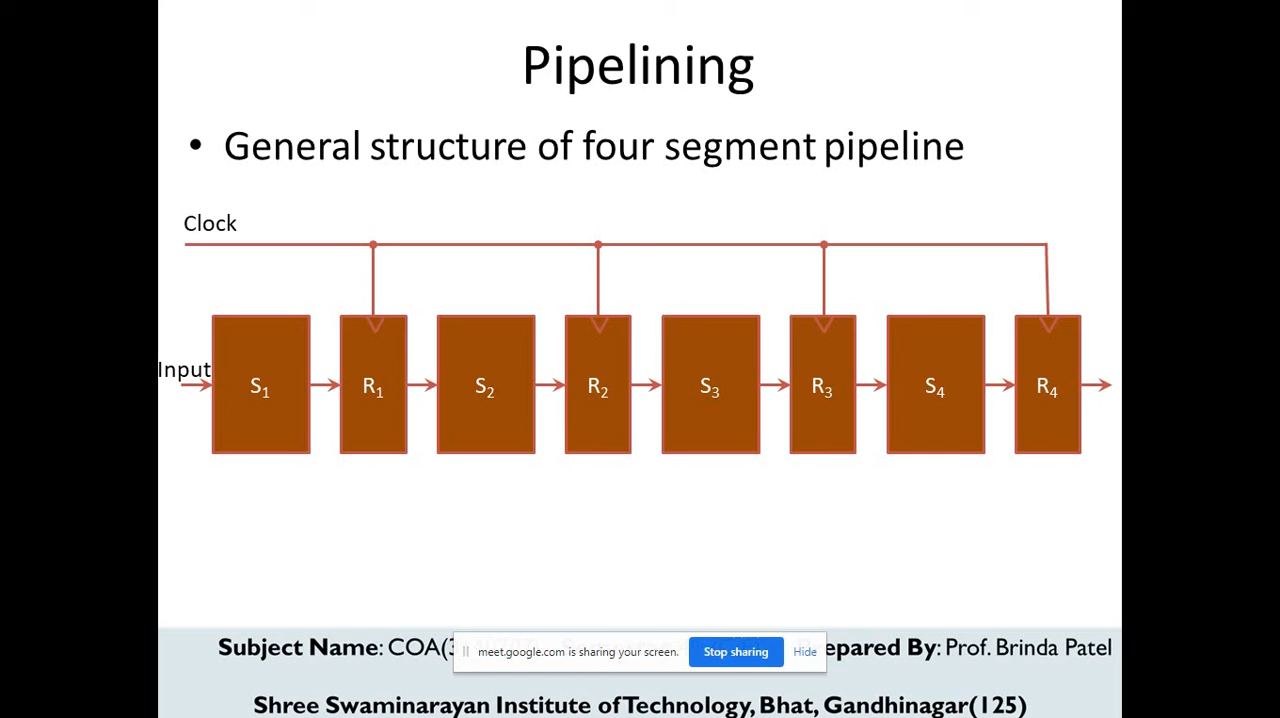 Pipelining
• General structure of four segment pipeline
Clock
Input
S1 R1 S2 R2 S3 R3 S4 R4
Subject Name: COA(3 epared By: Prof. Brinda Patel
meet.google.com is sharing your screen. Stop sharing Hide
Shree Swaminarayan Institute of Technology, Bhat, Gandhinagar(125)